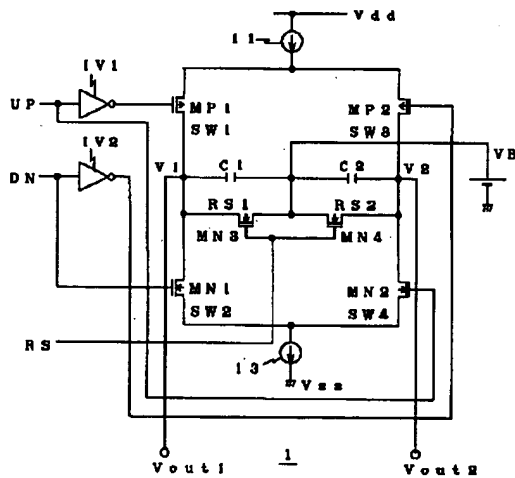 Vdd
I1
IV1
UP
MP1
MP2
SW1
SW3
IV2
V1
C1
C2
V2
VB
DN
RS1
RS2
MN3
MN4
MN1
MN2
SW2
SW4
RS
I3
Vss
1
Vout1
Vout2